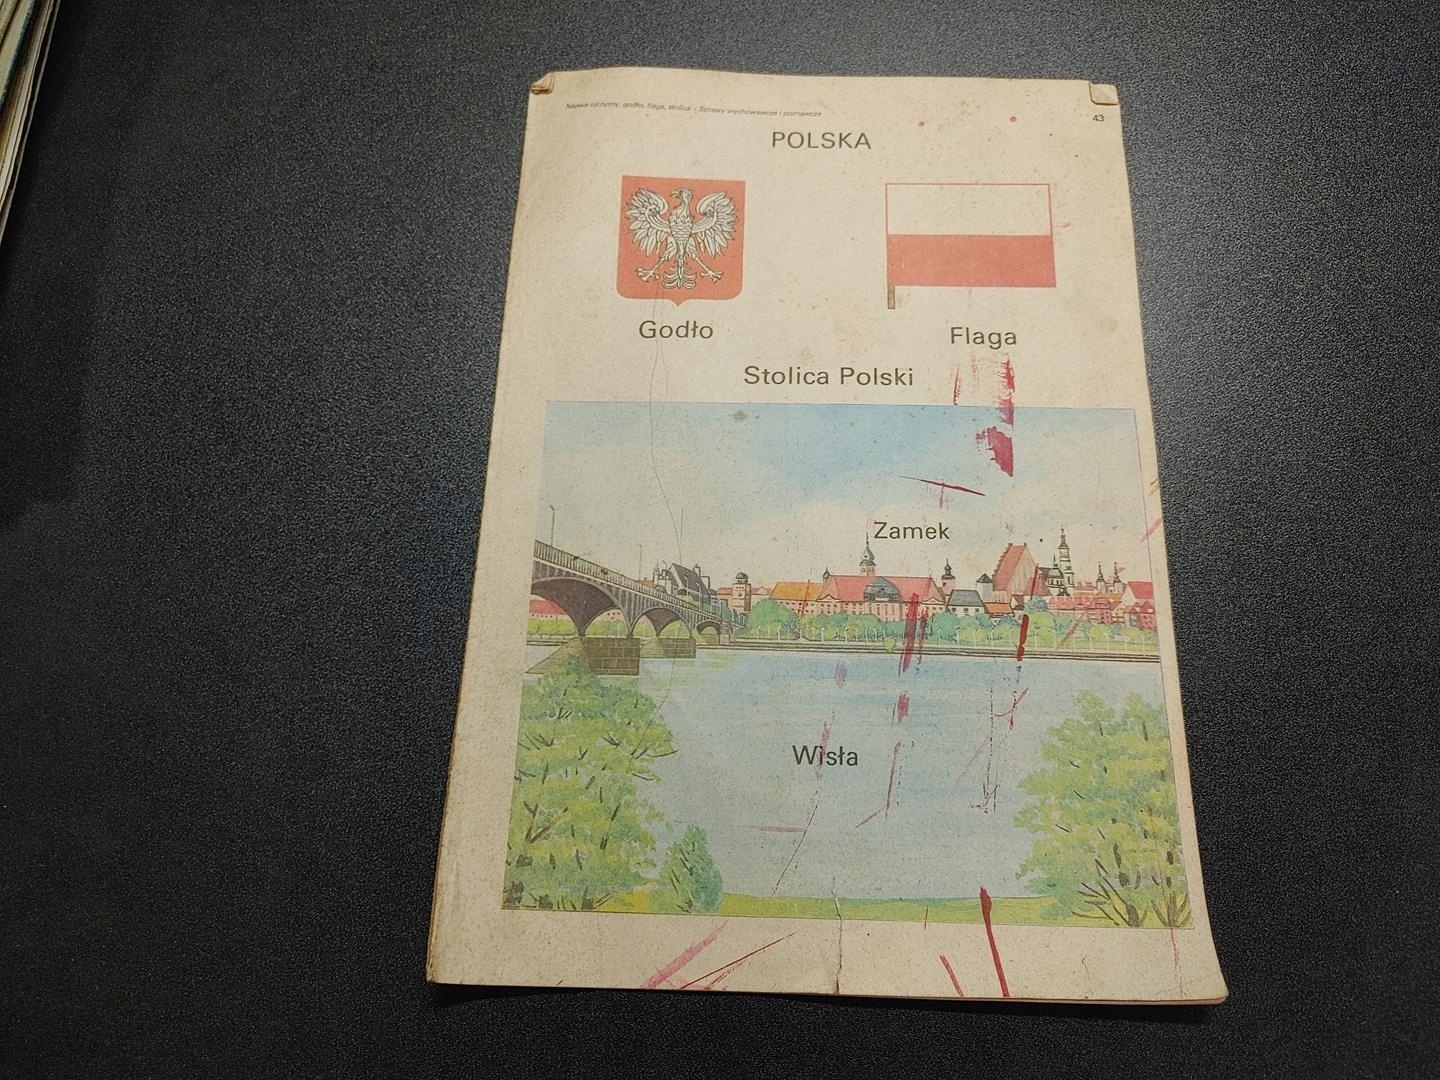 Nazwa ojczyzny, godło, flaga, stolica – Sprawy wychowawcze i poznawcze
43
POLSKA
Godło
Flaga
Stolica Polski
Zamek
Wisła